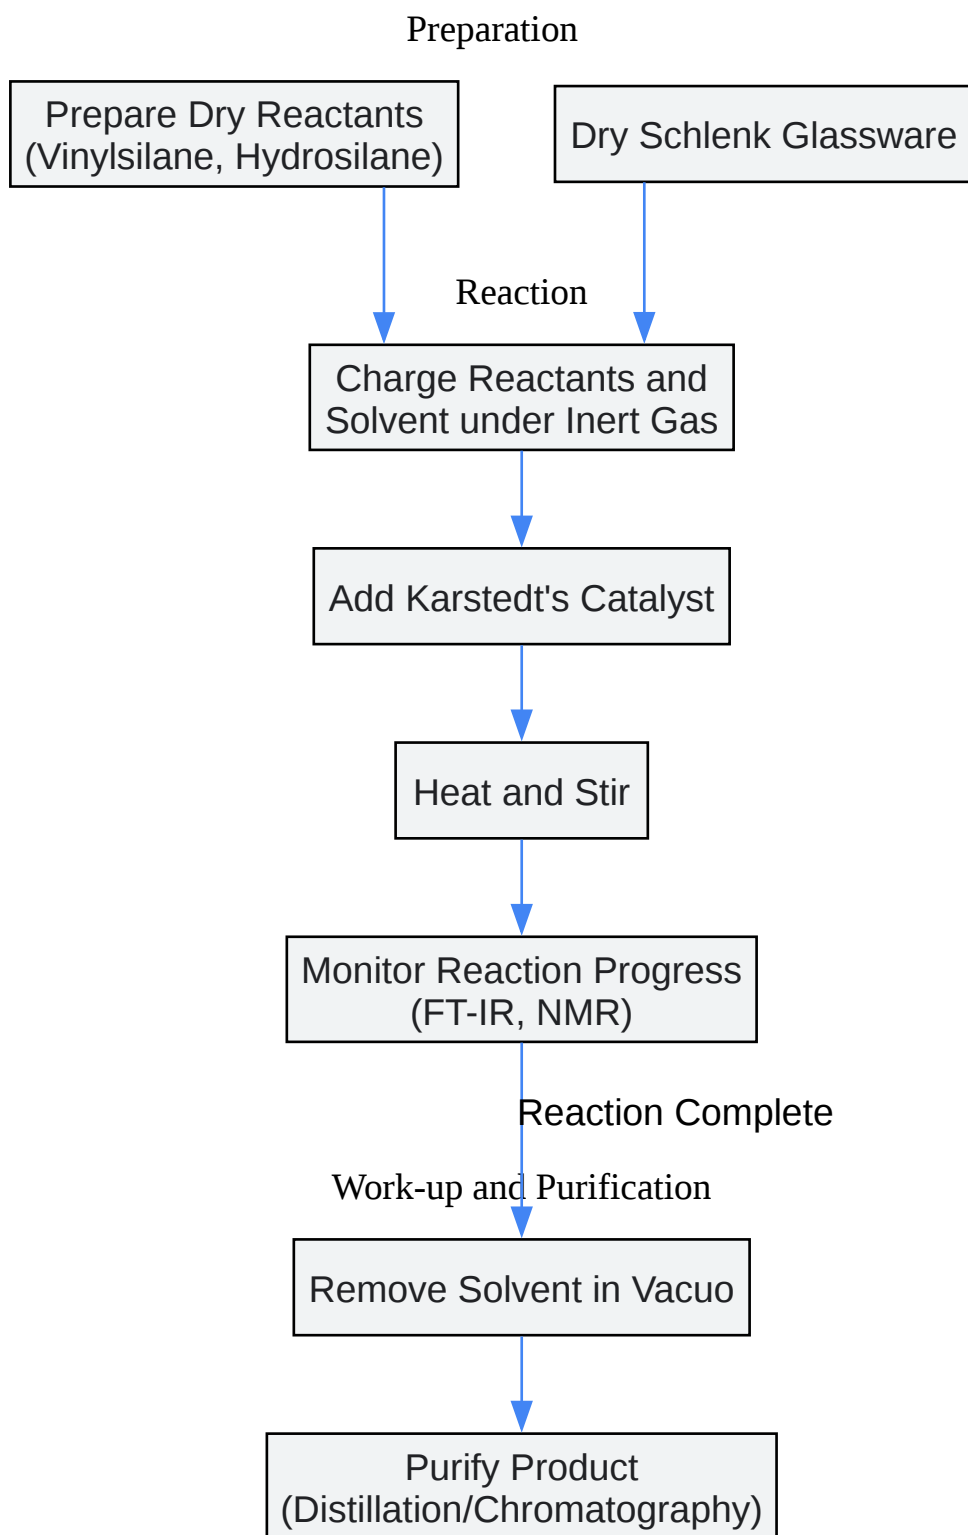 Preparation
Prepare Dry Reactants
(Vinylsilane, Hydrosilane)
Dry Schlenk Glassware
Reaction
Charge Reactants and
Solvent under Inert Gas
Add Karstedt's Catalyst
Heat and Stir
Monitor Reaction Progress
(FT-IR, NMR)
Reaction Complete
Work-up and Purification
Remove Solvent in Vacuo
Purify Product
(Distillation/Chromatography)